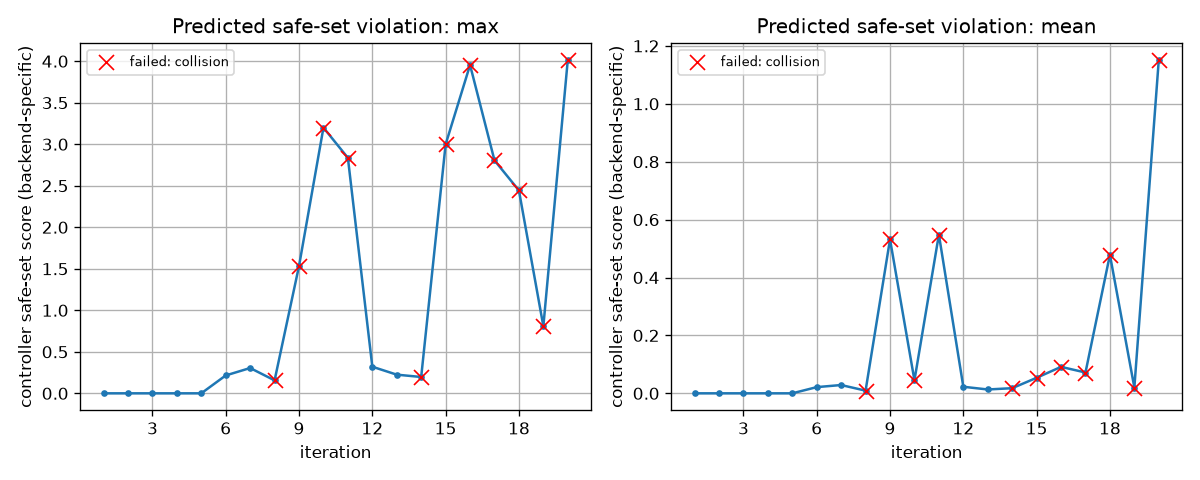 Predicted safe-set violation: max
controller safe-set score (backend-specific)
failed: collision
4.0
3.5
3.0
2.5
2.0
1.5
1.0
0.5
0.0
3 6 9 12 15 18
iteration
Predicted safe-set violation: mean
controller safe-set score (backend-specific)
failed: collision
1.2
1.0
0.8
0.6
0.4
0.2
0.0
3 6 9 12 15 18
iteration